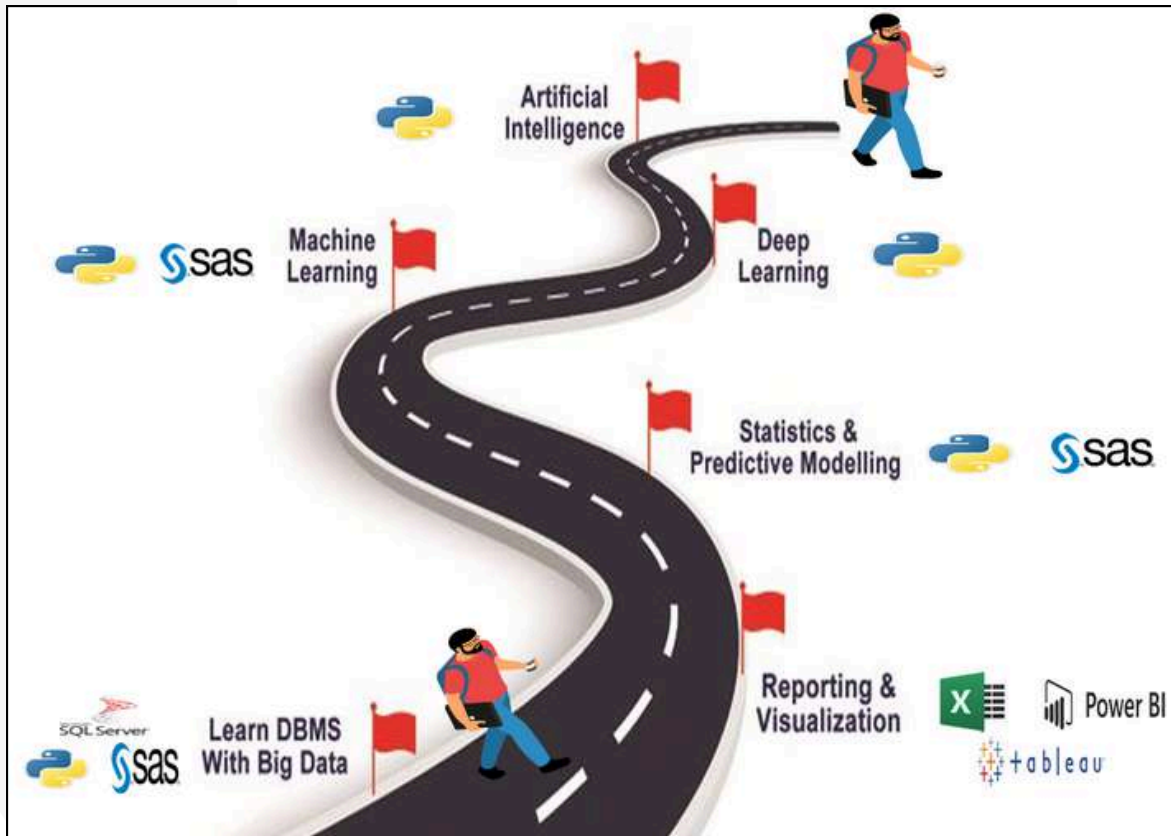 Artificial
Intelligence
Machine
Learning
sas
Deep
Learning
Statistics &
Predictive Modelling
sas
Reporting &
Visualization
X
Power BI
tableau
SQL Server
sas
Learn DBMS
With Big Data